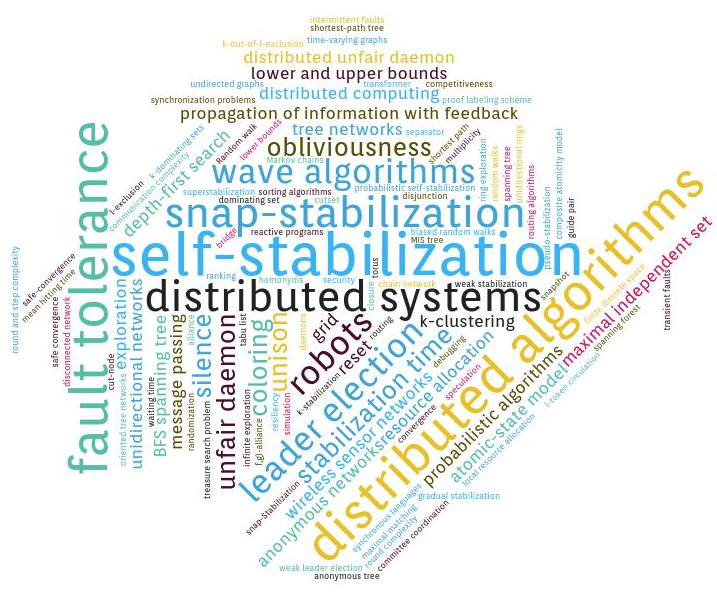 intermittent faults
shortest-path tree
k-out-of-l-exclusion
time-varying graphs
distributed unfair daemon
lower and upper bounds
undirected graphs
transformer
competitiveness
distributed computing
synchronization problems
proof labeling scheme
propagation of information with feedback
tree networks
separator
k-dominating sets
Random walk
lower bounds
shortest path
multiplicity
obliviousness
communication complexity
depth-first search
Markov chains
wave algorithms
ring exploration
random walks
spanning tree
unidirectional rings
routing algorithms
composite atomicity model
pseudo-stabilization
guide pair
l-exclusion
superstabilization
sorting algorithms
probabilistic self-stabilization
dominating set
cutset
disjunction
snap-stabilization
bridge
reactive programs
biased random walks
MIS tree
self-stabilization
fault tolerance
ranking
homonyms
security
closure
torus
chain network
weak stabilization
distributed systems
snapshot
round and step complexity
safe-convergence
mean hitting time
safe convergence
disconnected network
cut-node
exploration
oriented tree networks
unidirectional networks
waiting time
BFS spanning tree
message passing
alliance
randomization
silence
treasure search problem
unfair daemon
tabu list
infinite exploration
coloring
f,g)-alliance
unison
resiliency
simulation
daemons
grid
robots
k-stabilization
reset
routing
k-clustering
leader election
stabilization time
debugging
wireless sensor networks
resource allocation
speculation
convergence
anonymous networks
snap-Stabilization
distributed algorithms
finite discrete space
maximal independent set
transient faults
spanning forest
probabilistic algorithms
atomic-state model
l-token circulation
local resource allocation
gradual stabilization
synchronous languages
maximal matching
round complexity
committee coordination
weak leader election
anonymous tree